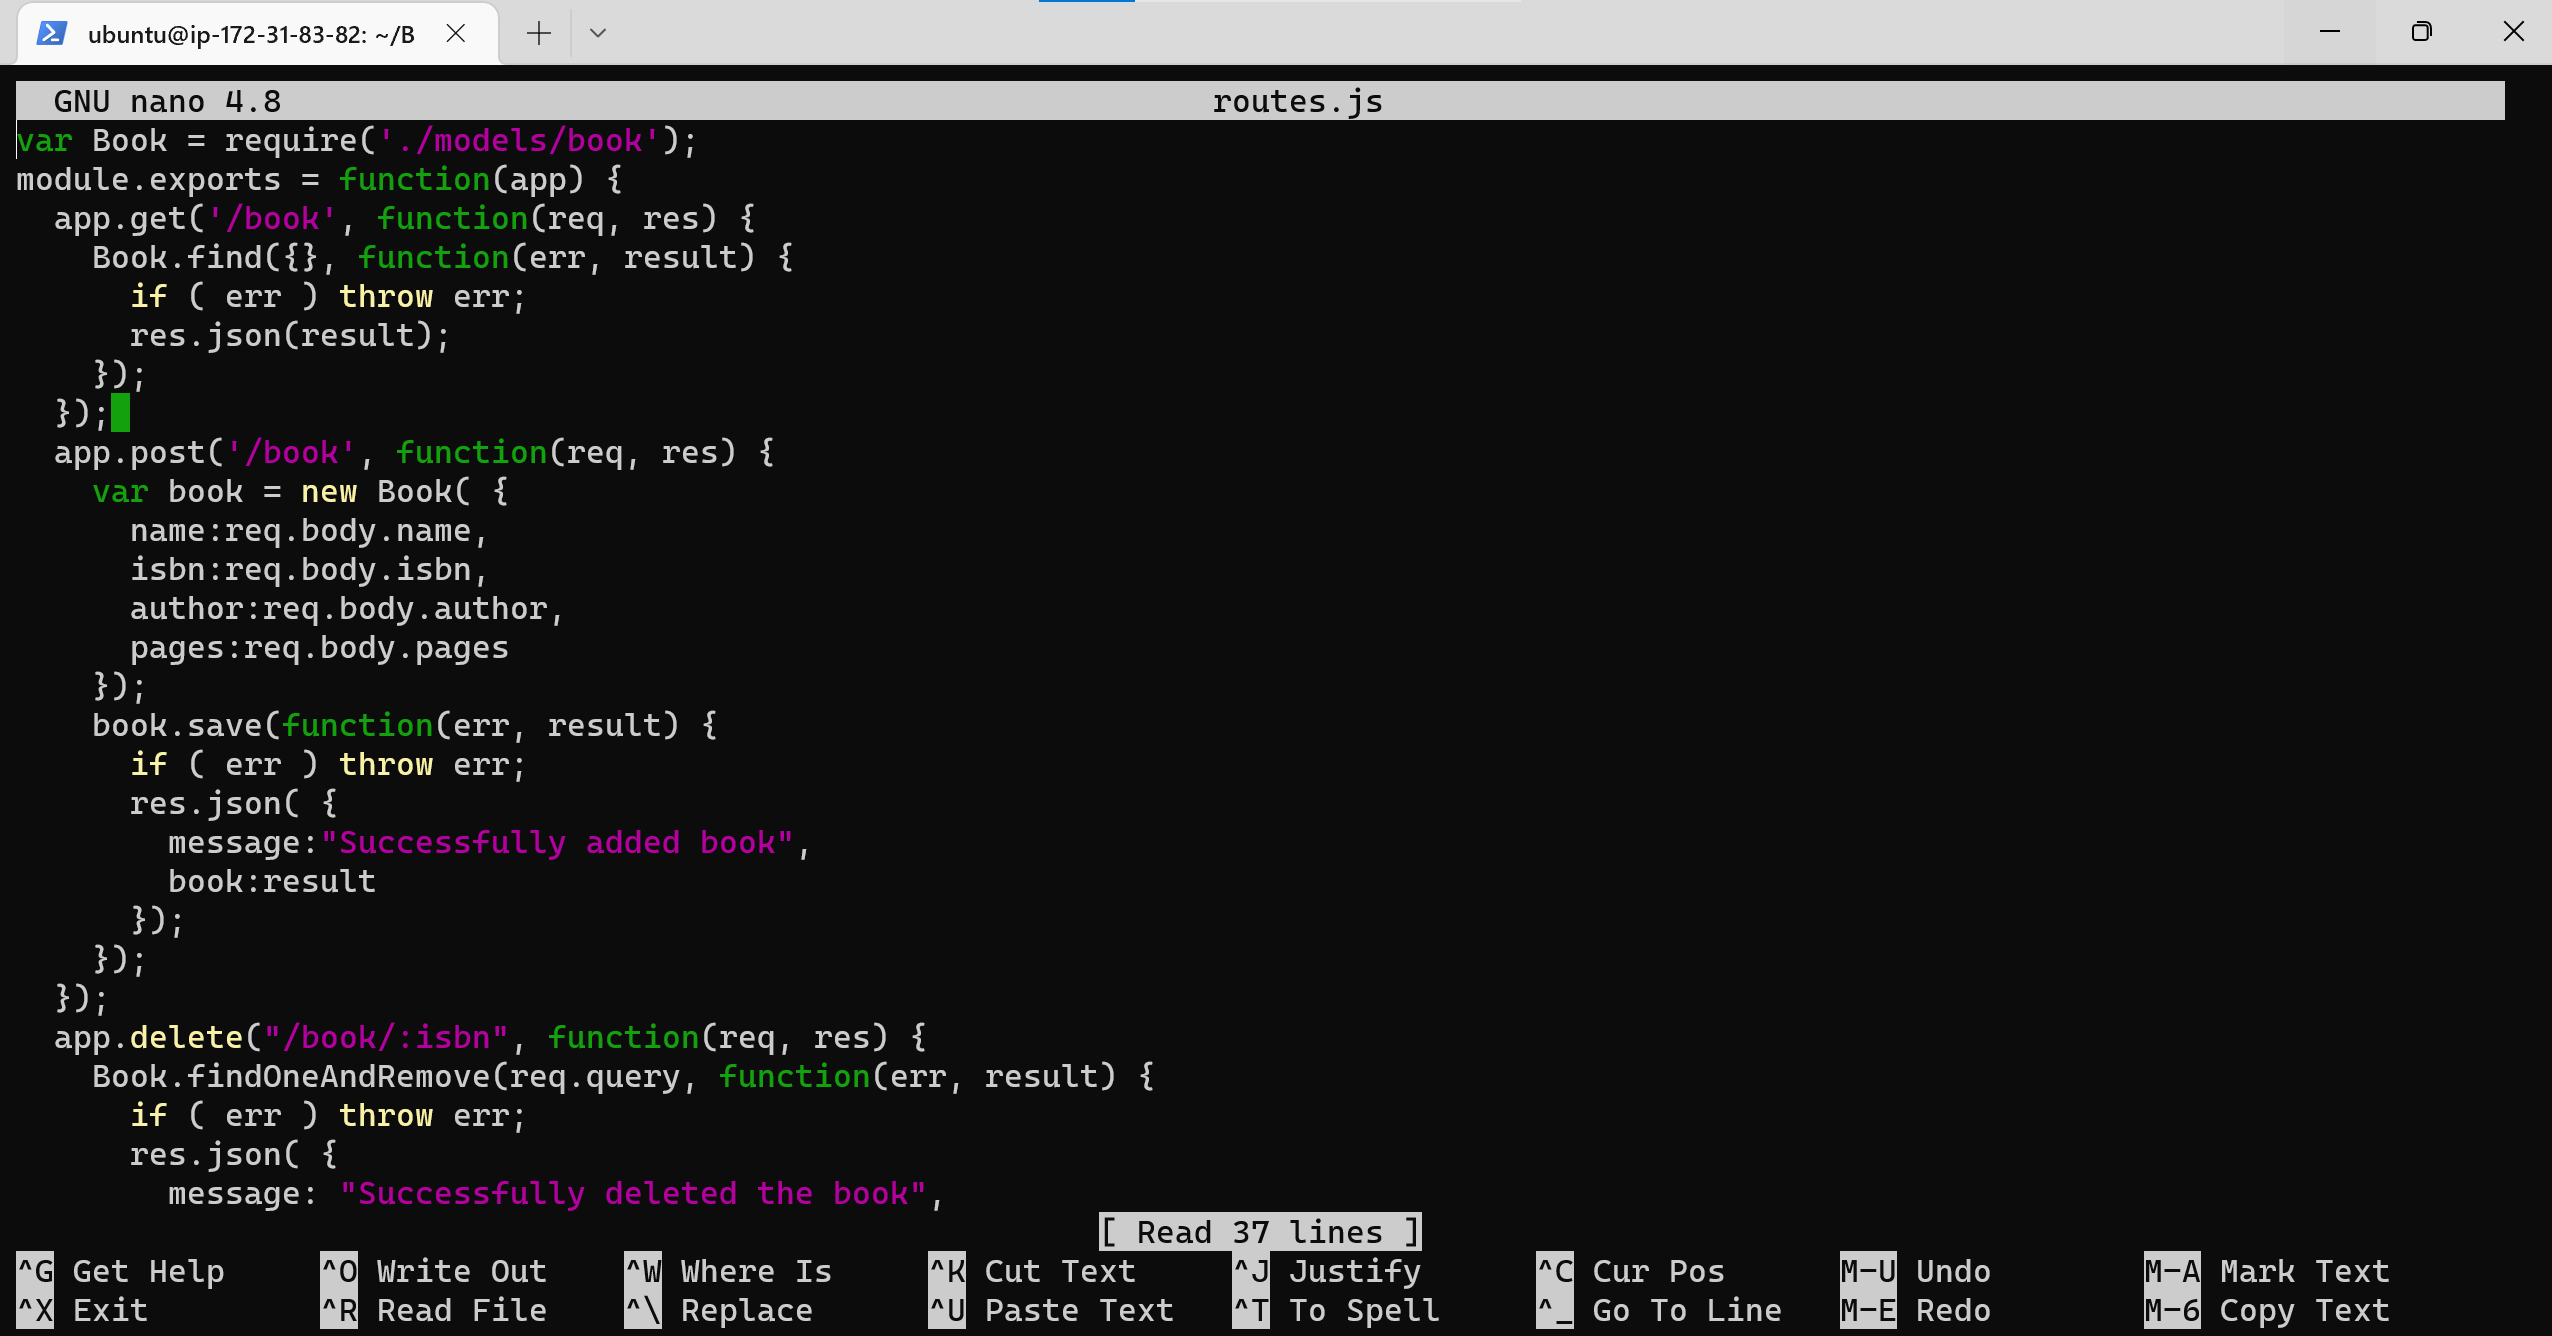 ubuntu@ip-172-31-83-82: ~/B
GNU nano 4.8 routes.js
var Book = require('./models/book');
module.exports = function(app) {
  app.get('/book', function(req, res) {
    Book.find({}, function(err, result) {
      if ( err ) throw err;
      res.json(result);
    });
  });
  app.post('/book', function(req, res) {
    var book = new Book( {
      name:req.body.name,
      isbn:req.body.isbn,
      author:req.body.author,
      pages:req.body.pages
    });
    book.save(function(err, result) {
      if ( err ) throw err;
      res.json( {
        message:"Successfully added book",
        book:result
      });
    });
  });
  app.delete("/book/:isbn", function(req, res) {
    Book.findOneAndRemove(req.query, function(err, result) {
      if ( err ) throw err;
      res.json( {
        message: "Successfully deleted the book",
[ Read 37 lines ]
^G Get Help ^O Write Out ^W Where Is ^K Cut Text ^J Justify ^C Cur Pos M-U Undo M-A Mark Text
^X Exit ^R Read File ^\ Replace ^U Paste Text ^T To Spell ^_ Go To Line M-E Redo M-6 Copy Text